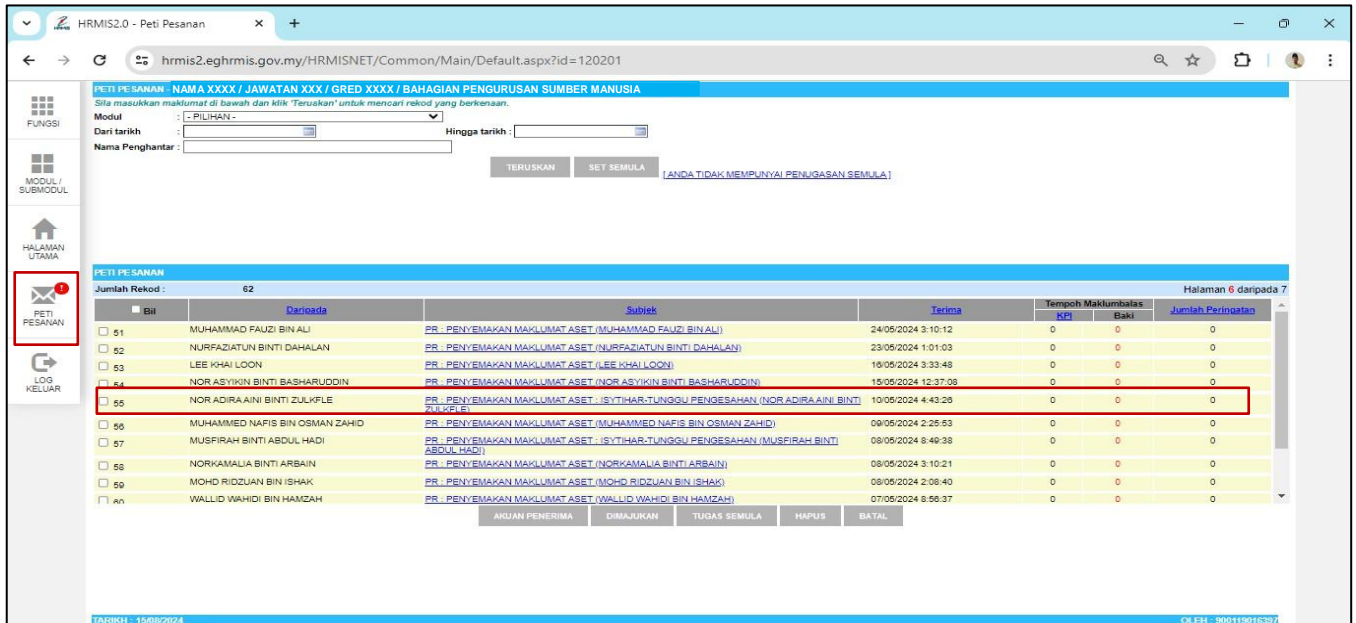 HRMIS2.0 - Peti Pesanan
hrmis2.eghrmis.gov.my/HRMISNET/Common/Main/Default.aspx?id=120201
FUNGSI
MODUL / SUBMODUL
HALAMAN UTAMA
PETI PESANAN
LOG KELUAR
PETI PESANAN - NAMA XXXX / JAWATAN XXX / GRED XXXX / BAHAGIAN PENGURUSAN SUMBER MANUSIA
Sila masukkan maklumat di bawah dan klik 'Teruskan' untuk mencari rekod yang berkenaan.
Modul : - PILIHAN -
Dari tarikh : Hingga tarikh :
Nama Penghantar :
TERUSKAN SET SEMULA [ ANDA TIDAK MEMPUNYAI PENUGASAN SEMULA ]
PETI PESANAN
Jumlah Rekod : 62 Halaman 6 daripada 7
Bil Daripada Subjek Terima Tempoh Maklumbalas Jumlah Peringatan
KPI Baki
51 MUHAMMAD FAUZI BIN ALI PR : PENYEMAKAN MAKLUMAT ASET (MUHAMMAD FAUZI BIN ALI) 24/05/2024 3:10:12 0 0 0
52 NURFAZIATUN BINTI DAHALAN PR : PENYEMAKAN MAKLUMAT ASET (NURFAZIATUN BINTI DAHALAN) 23/05/2024 1:01:03 0 0 0
53 LEE KHAI LOON PR : PENYEMAKAN MAKLUMAT ASET (LEE KHAI LOON) 16/05/2024 3:33:48 0 0 0
54 NOR ASYIKIN BINTI BASHARUDDIN PR : PENYEMAKAN MAKLUMAT ASET (NOR ASYIKIN BINTI BASHARUDDIN) 15/05/2024 12:37:08 0 0 0
55 NOR ADIRA AINI BINTI ZULKFLE PR : PENYEMAKAN MAKLUMAT ASET : ISYTIHAR-TUNGGU PENGESAHAN (NOR ADIRA AINI BINTI 10/05/2024 4:43:26 0 0 0
ZULKFLE)
56 MUHAMMED NAFIS BIN OSMAN ZAHID PR : PENYEMAKAN MAKLUMAT ASET (MUHAMMED NAFIS BIN OSMAN ZAHID) 09/05/2024 2:25:53 0 0 0
57 MUSFIRAH BINTI ABDUL HADI PR : PENYEMAKAN MAKLUMAT ASET : ISYTIHAR-TUNGGU PENGESAHAN (MUSFIRAH BINTI 08/05/2024 8:49:38 0 0 0
ABDUL HADI)
58 NORKAMALIA BINTI ARBAIN PR : PENYEMAKAN MAKLUMAT ASET (NORKAMALIA BINTI ARBAIN) 08/05/2024 3:10:21 0 0 0
59 MOHD RIDZUAN BIN ISHAK PR : PENYEMAKAN MAKLUMAT ASET (MOHD RIDZUAN BIN ISHAK) 08/05/2024 2:08:40 0 0 0
60 WALLID WAHIDI BIN HAMZAH PR : PENYEMAKAN MAKLUMAT ASET (WALLID WAHIDI BIN HAMZAH) 07/05/2024 8:56:37 0 0 0
AKUAN PENERIMA DIMAJUKAN TUGAS SEMULA HAPUS BATAL
TARIKH : 15/08/2024 OLEH : 900119016397